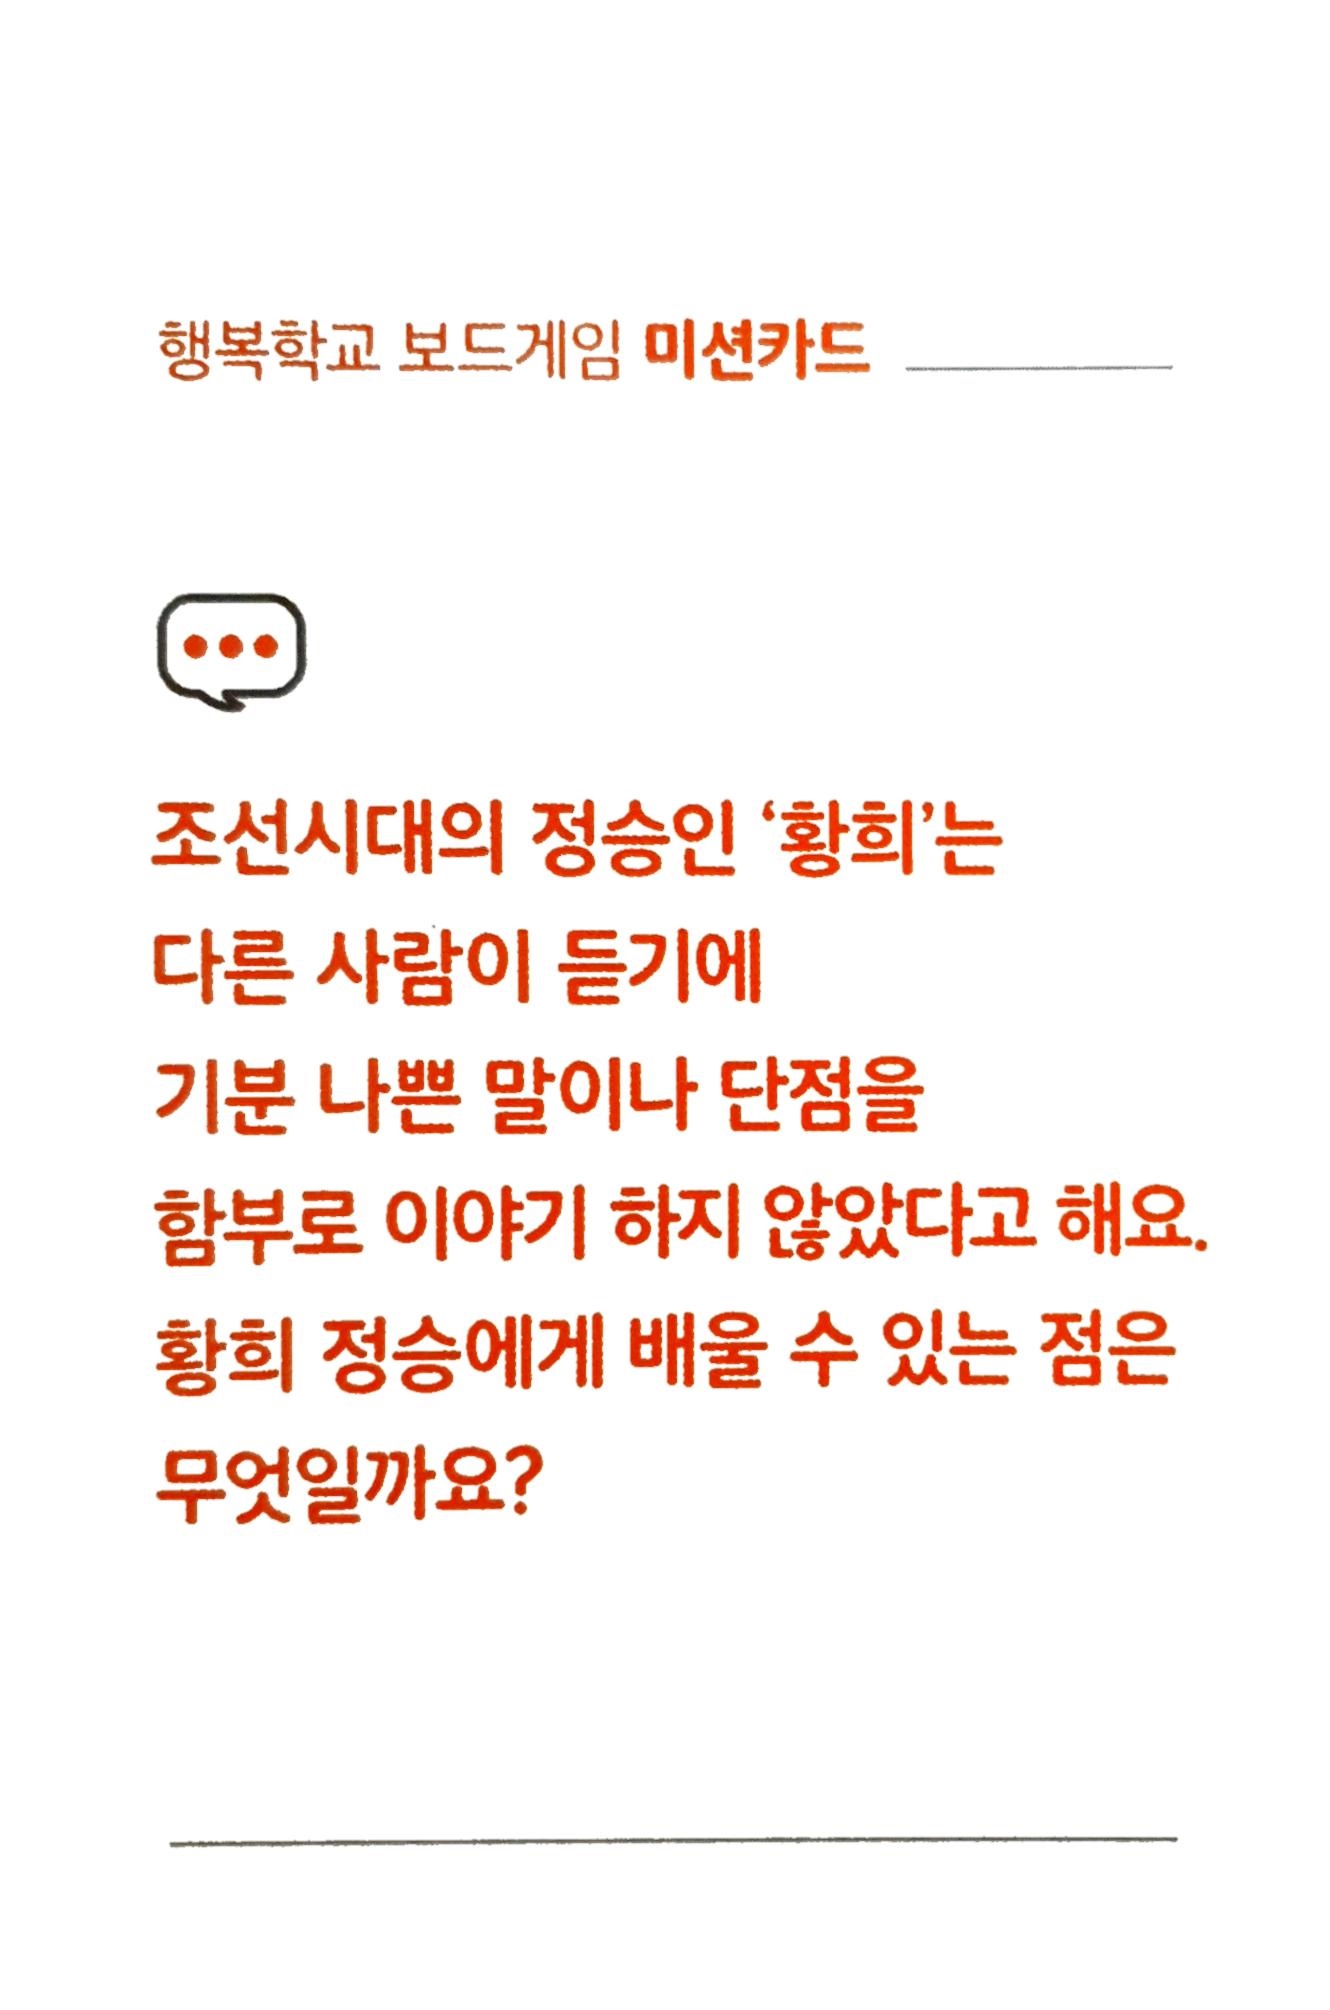 행복학교 보드게임 미션카드
조선시대의 정승인 ‘황희’는
다른 사람이 듣기에
기분 나쁜 말이나 단점을
함부로 이야기 하지 않았다고 해요.
황희 정승에게 배울 수 있는 점은
무엇일까요?